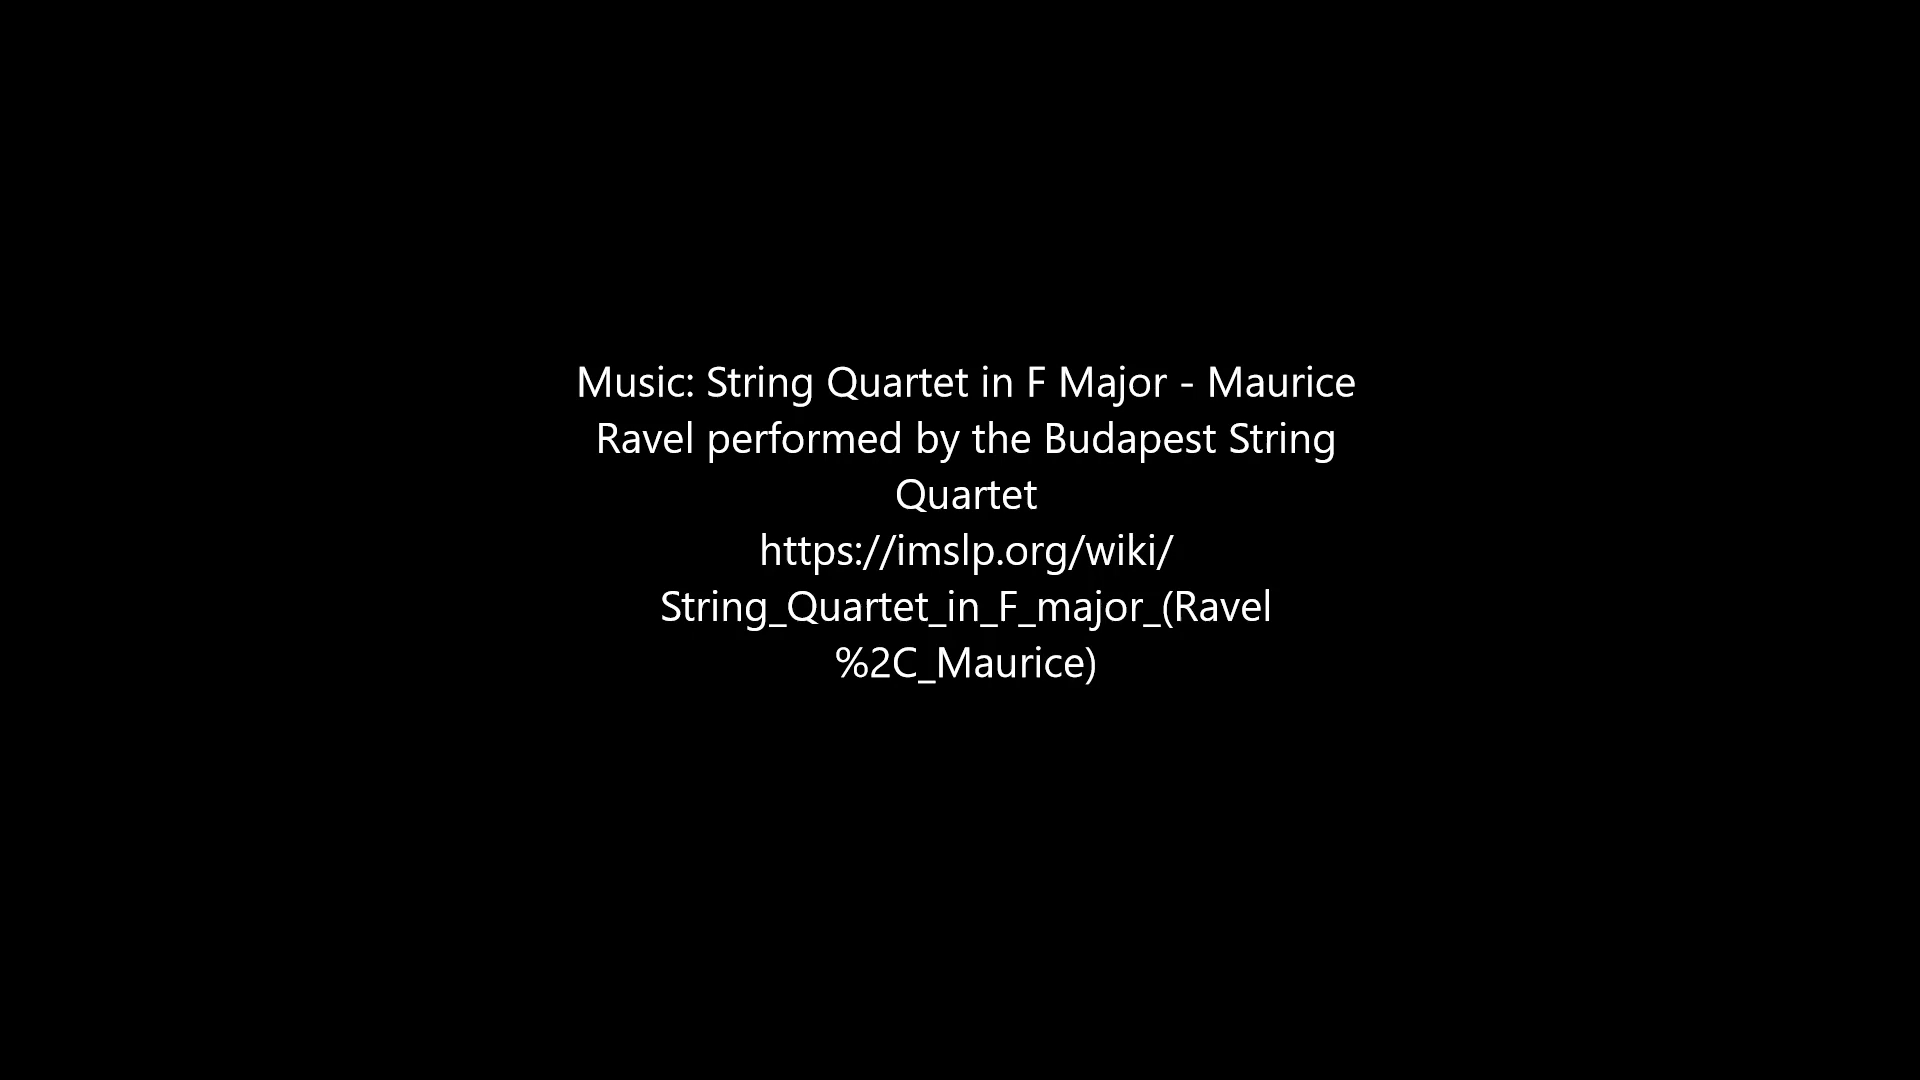 Music: String Quartet in F Major - Maurice
Ravel performed by the Budapest String
Quartet
https://imslp.org/wiki/
String_Quartet_in_F_major_(Ravel
%2C_Maurice)